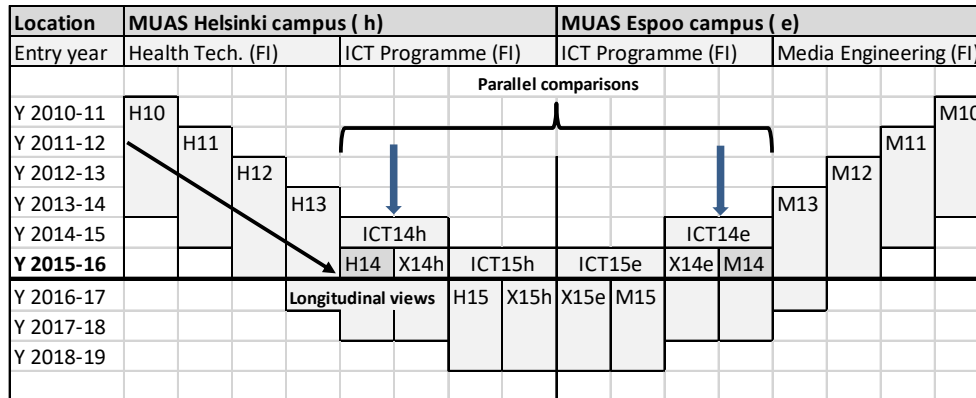 Location MUAS Helsinki campus ( h) MUAS Espoo campus ( e)
Entry year Health Tech. (FI) ICT Programme (FI) ICT Programme (FI) Media Engineering (FI)
Parallel comparisons
Y 2010-11 H10 M10
Y 2011-12 H11 M11
Y 2012-13 H12 M12
Y 2013-14 H13 M13
Y 2014-15 ICT14h ICT14e
Y 2015-16 H14 X14h ICT15h ICT15e X14e M14
Y 2016-17 Longitudinal views H15 X15h X15e M15
Y 2017-18
Y 2018-19